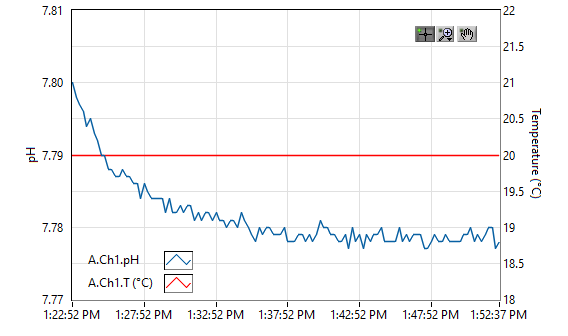 7.81
7.80
7.79
7.78
7.77
pH
22
21.5
21
20.5
20
19.5
19
18.5
18
Temperature (°C)
A.Ch1.pH
A.Ch1.T (°C)
1:22:52 PM
1:27:52 PM
1:32:52 PM
1:37:52 PM
1:42:52 PM
1:47:52 PM
1:52:37 PM